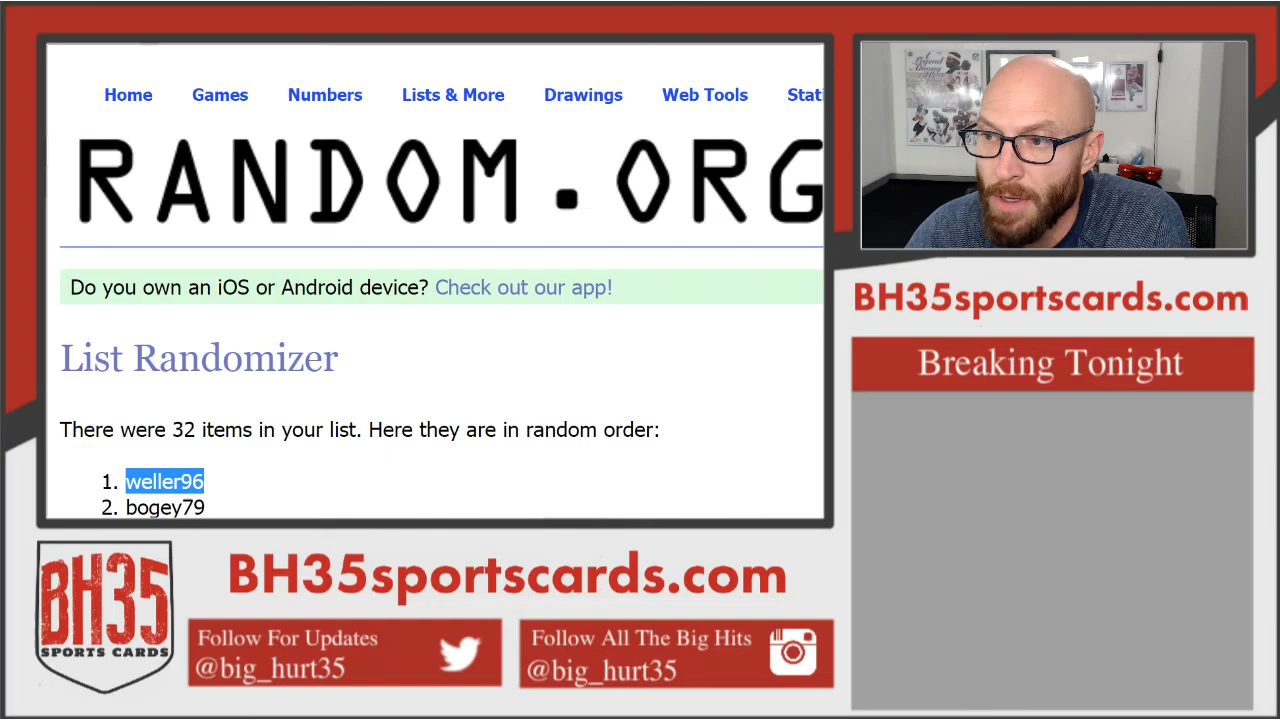 Home Games Numbers Lists & More Drawings Web Tools Stati
RANDOM.ORG
Do you own an iOS or Android device? Check out our app!
List Randomizer
There were 32 items in your list. Here they are in random order:
1. weller96
2. bogey79
BH35sportscards.com
Breaking Tonight
BH35
SPORTS CARDS
BH35sportscards.com
Follow For Updates
@big_hurt35
Follow All The Big Hits
@big_hurt35